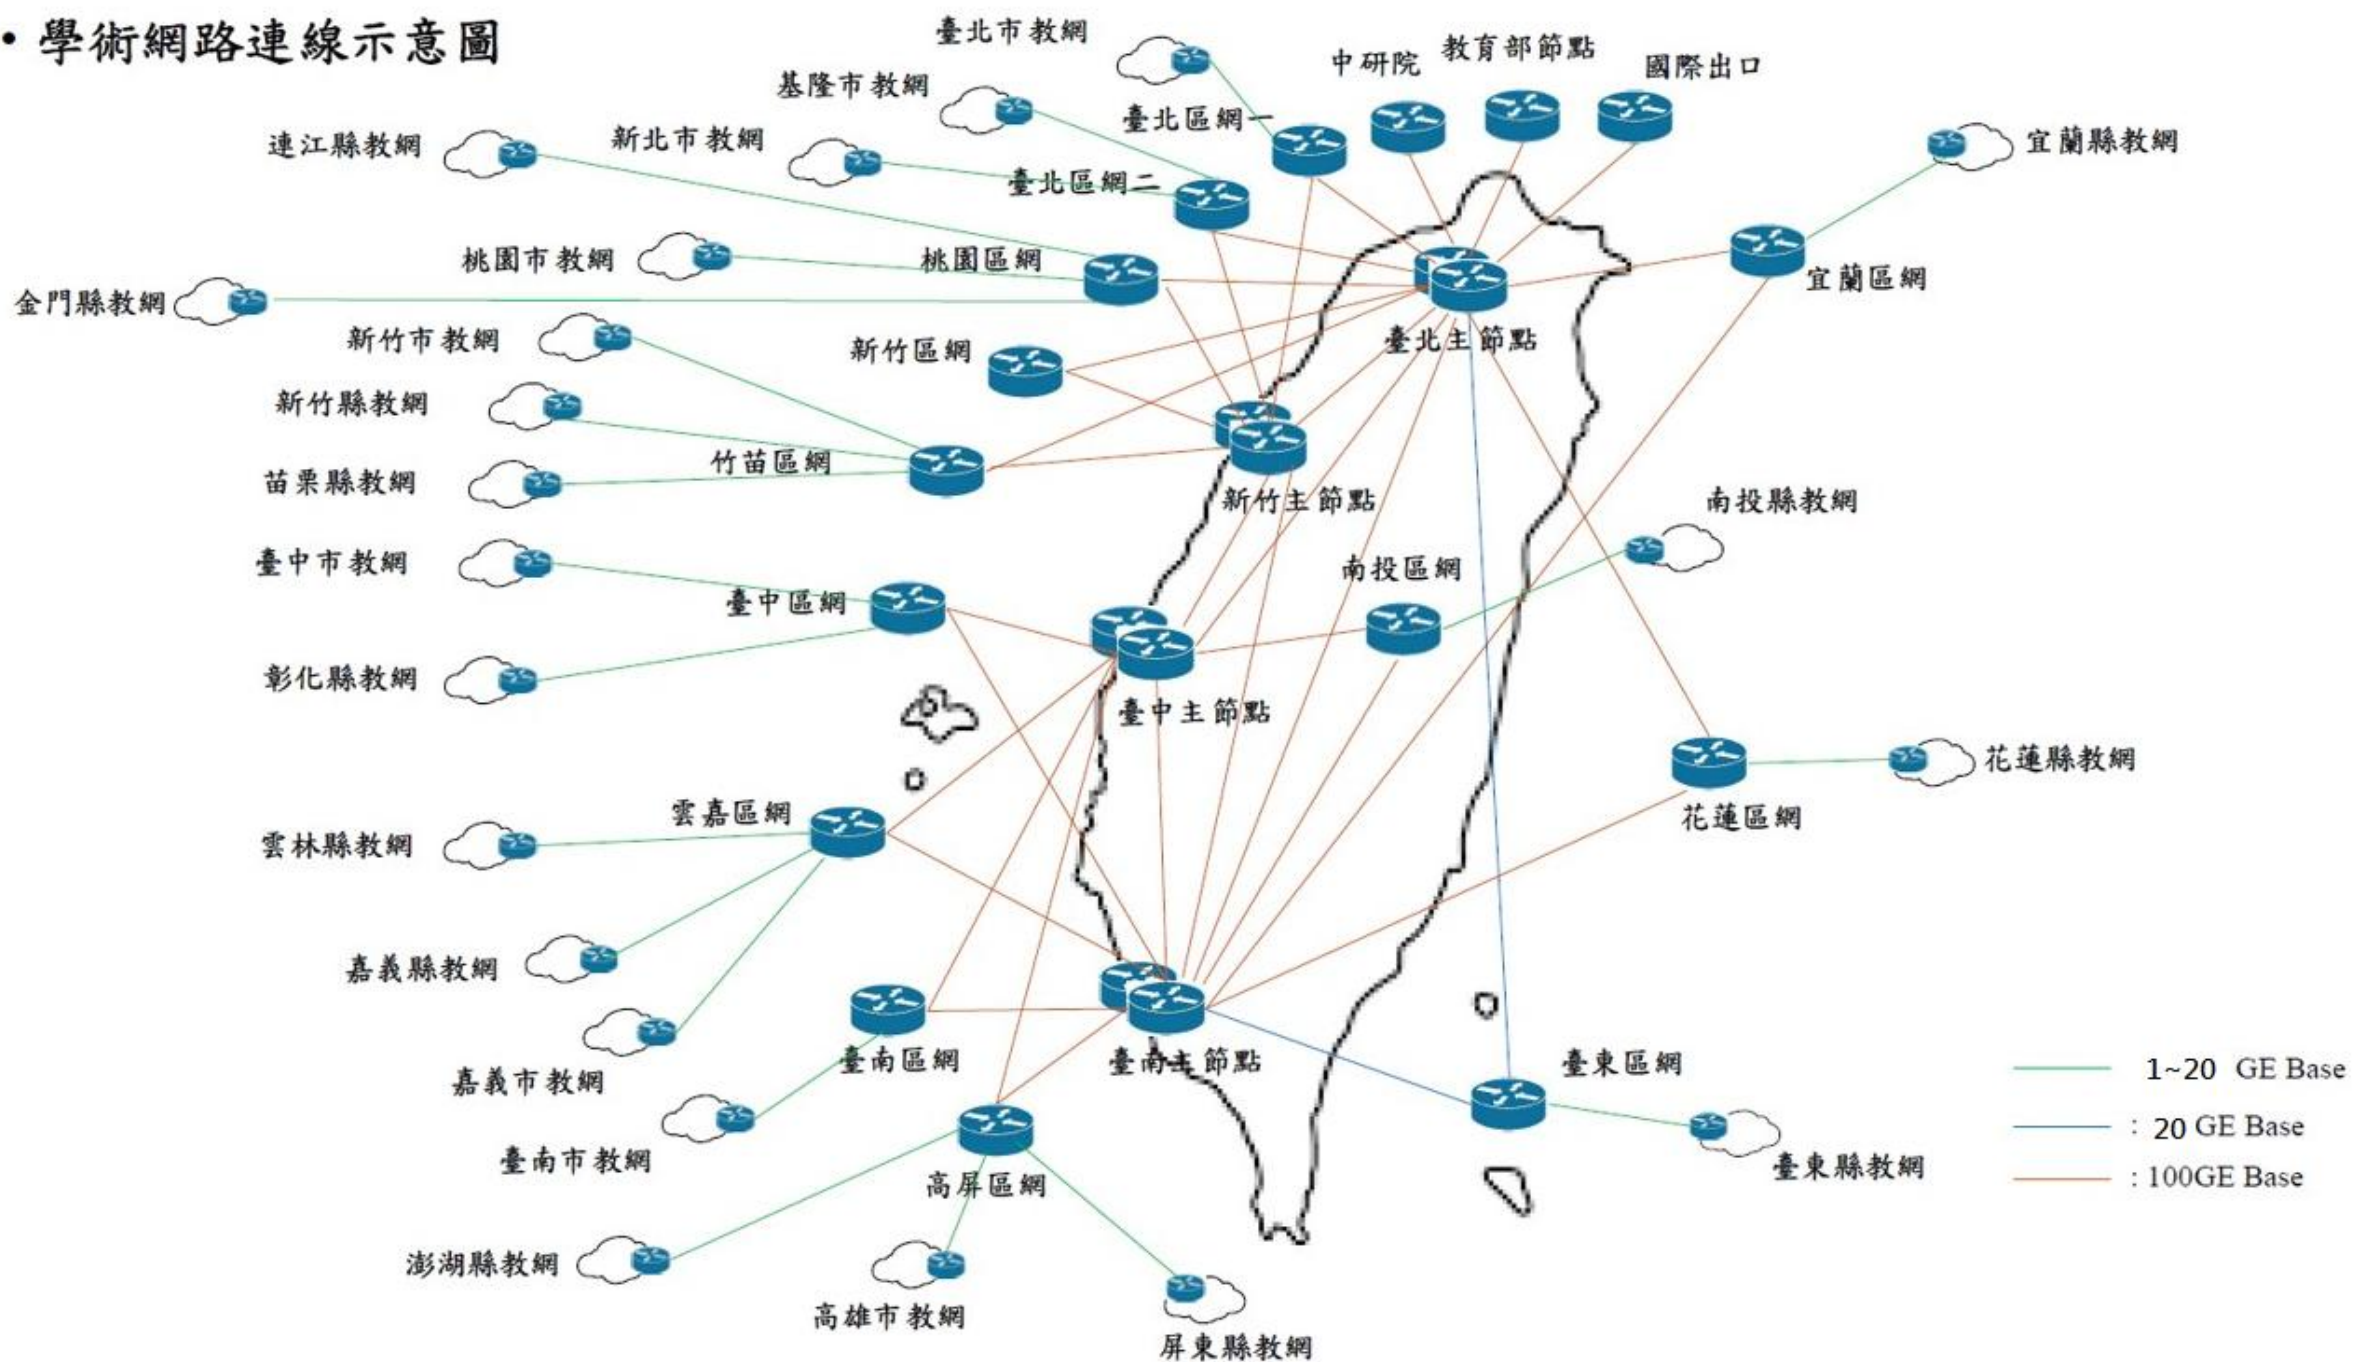 • 學術網路連線示意圖
臺北市教網
中研院
教育部節點
國際出口
基隆市教網
臺北區網一
連江縣教網
新北市教網
宜蘭縣教網
臺北區網二
桃園市教網
桃園區網
宜蘭區網
金門縣教網
新竹市教網
新竹區網
臺北主節點
新竹縣教網
竹苗區網
苗栗縣教網
新竹主節點
南投縣教網
臺中市教網
南投區網
臺中區網
彰化縣教網
臺中主節點
花蓮縣教網
雲嘉區網
花蓮區網
雲林縣教網
嘉義縣教網
嘉義市教網
臺南區網
臺南主節點
臺東區網
1~20 GE Base
: 20 GE Base
: 100GE Base
臺南市教網
臺東縣教網
高屏區網
澎湖縣教網
高雄市教網
屏東縣教網